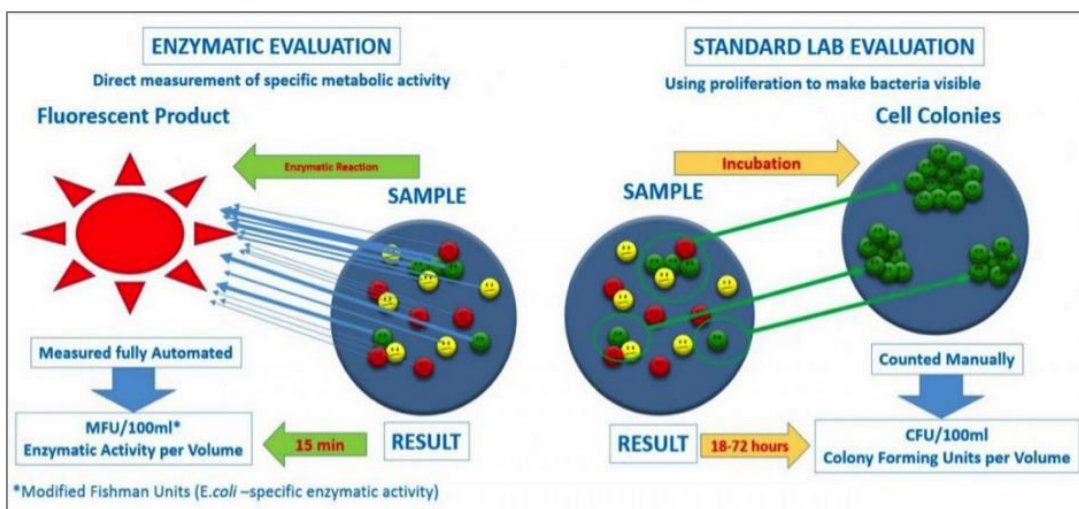 ENZYMATIC EVALUATION
Direct measurement of specific metabolic activity
Fluorescent Product
Enzymatic Reaction
SAMPLE
Measured fully Automated
MFU/100ml*
Enzymatic Activity per Volume
15 min
RESULT
*Modified Fishman Units (E.coli –specific enzymatic activity)
STANDARD LAB EVALUATION
Using proliferation to make bacteria visible
Cell Colonies
Incubation
SAMPLE
Counted Manually
RESULT
18-72 hours
CFU/100ml
Colony Forming Units per Volume